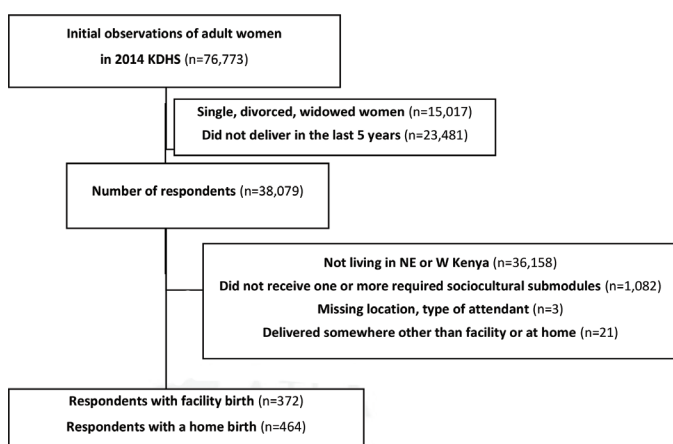 Initial observations of adult women
in 2014 KDHS (n=76,773)
Single, divorced, widowed women (n=15,017)
Did not deliver in the last 5 years (n=23,481)
Number of respondents (n=38,079)
Not living in NE or W Kenya (n=36,158)
Did not receive one or more required sociocultural submodules (n=1,082)
Missing location, type of attendant (n=3)
Delivered somewhere other than facility or at home (n=21)
Respondents with facility birth (n=372)
Respondents with a home birth (n=464)